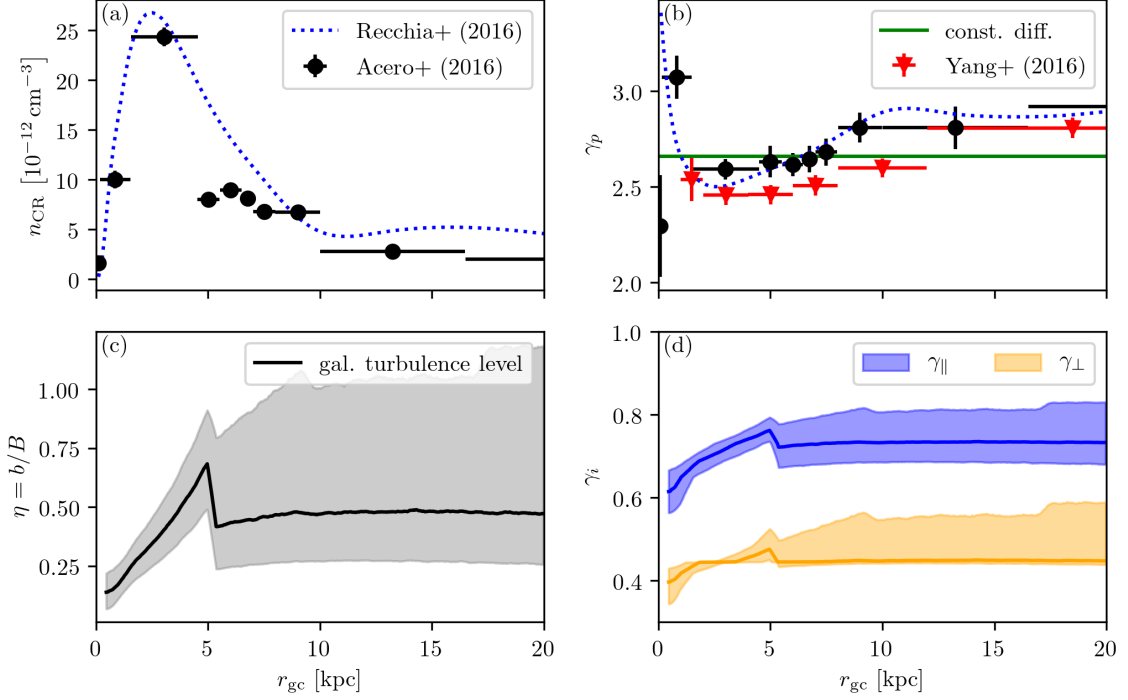 (a)
Recchia+ (2016)
Acero+ (2016)
25
20
15
10
5
0
n_CR [10^−12 cm^−3]
(b)
const. diff.
Yang+ (2016)
3.0
2.5
2.0
γ_p
(c)
gal. turbulence level
1.00
0.75
0.50
0.25
η = b/B
0 5 10 15 20
r_gc [kpc]
(d)
γ_∥ γ_⊥
1.0
0.8
0.6
0.4
γ_i
0 5 10 15 20
r_gc [kpc]